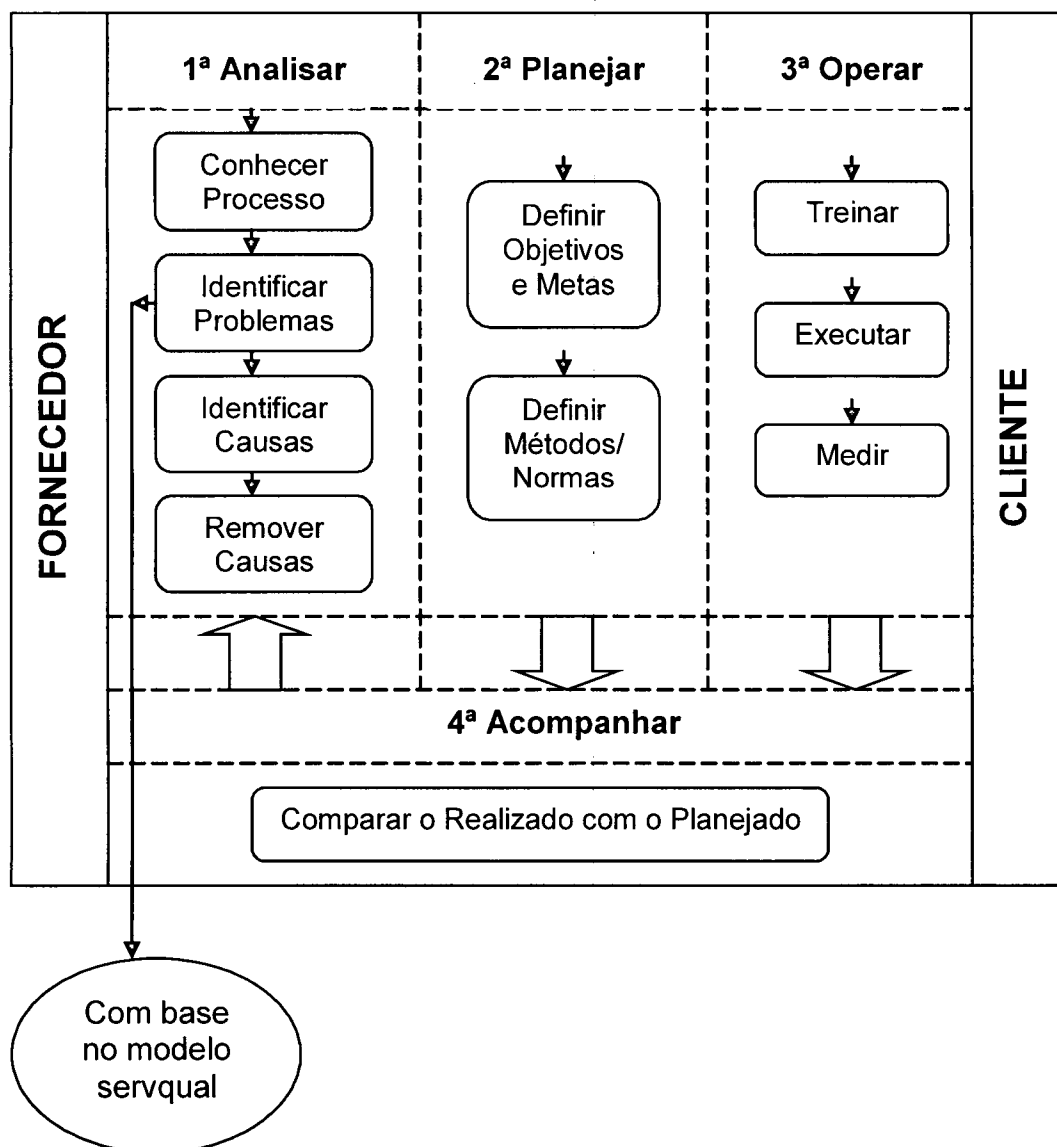 1ª Analisar
2ª Planejar
3ª Operar
FORNECEDOR
Conhecer
Processo
Identificar
Problemas
Identificar
Causas
Remover
Causas
Definir
Objetivos
e Metas
Definir
Métodos/
Normas
Treinar
Executar
Medir
CLIENTE
4ª Acompanhar
Comparar o Realizado com o Planejado
Com base
no modelo
servqual